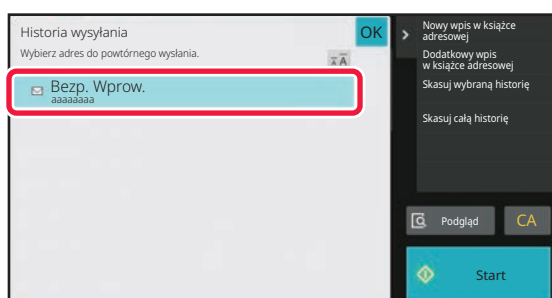 Historia wysyłania
OK
Wybierz adres do powtórnego wysłania.
Bezp. Wprow.
aaaaaaaa
Nowy wpis w książce
adresowej
Dodatkowy wpis
w książce adresowej
Skasuj wybraną historię
Skasuj całą historię
Podgląd
CA
Start